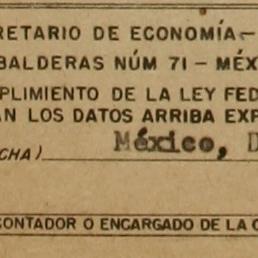 RETARIO DE ECONOMÍA–
BALDERAS NÚM 71 – MÉX
PLIMIENTO DE LA LEY FED
AN LOS DATOS ARRIBA EXP
México, D
CHA)
CONTADOR O ENCARGADO DE LA C